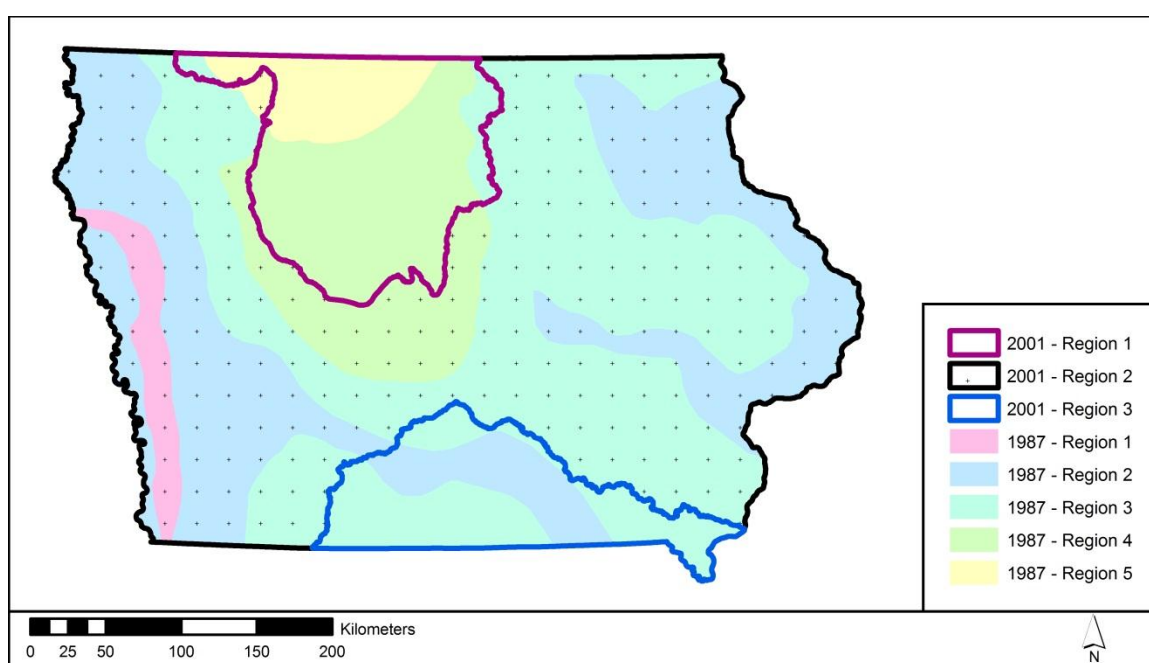 2001 - Region 1
2001 - Region 2
2001 - Region 3
1987 - Region 1
1987 - Region 2
1987 - Region 3
1987 - Region 4
1987 - Region 5
Kilometers
0 25 50 100 150 200
N